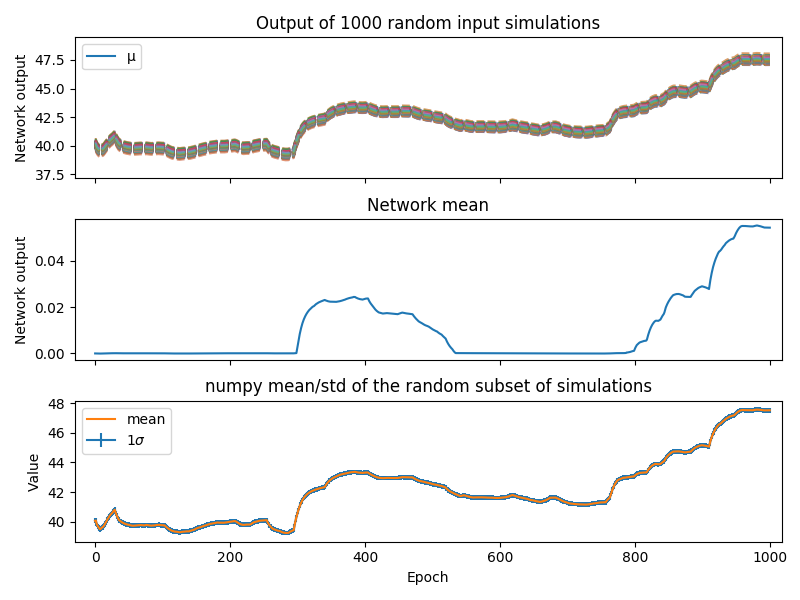 Output of 1000 random input simulations
Network output
47.5
45.0
42.5
40.0
37.5
μ
Network mean
Network output
0.04
0.02
0.00
numpy mean/std of the random subset of simulations
Value
48
46
44
42
40
mean
1σ
0
200
400
600
800
1000
Epoch